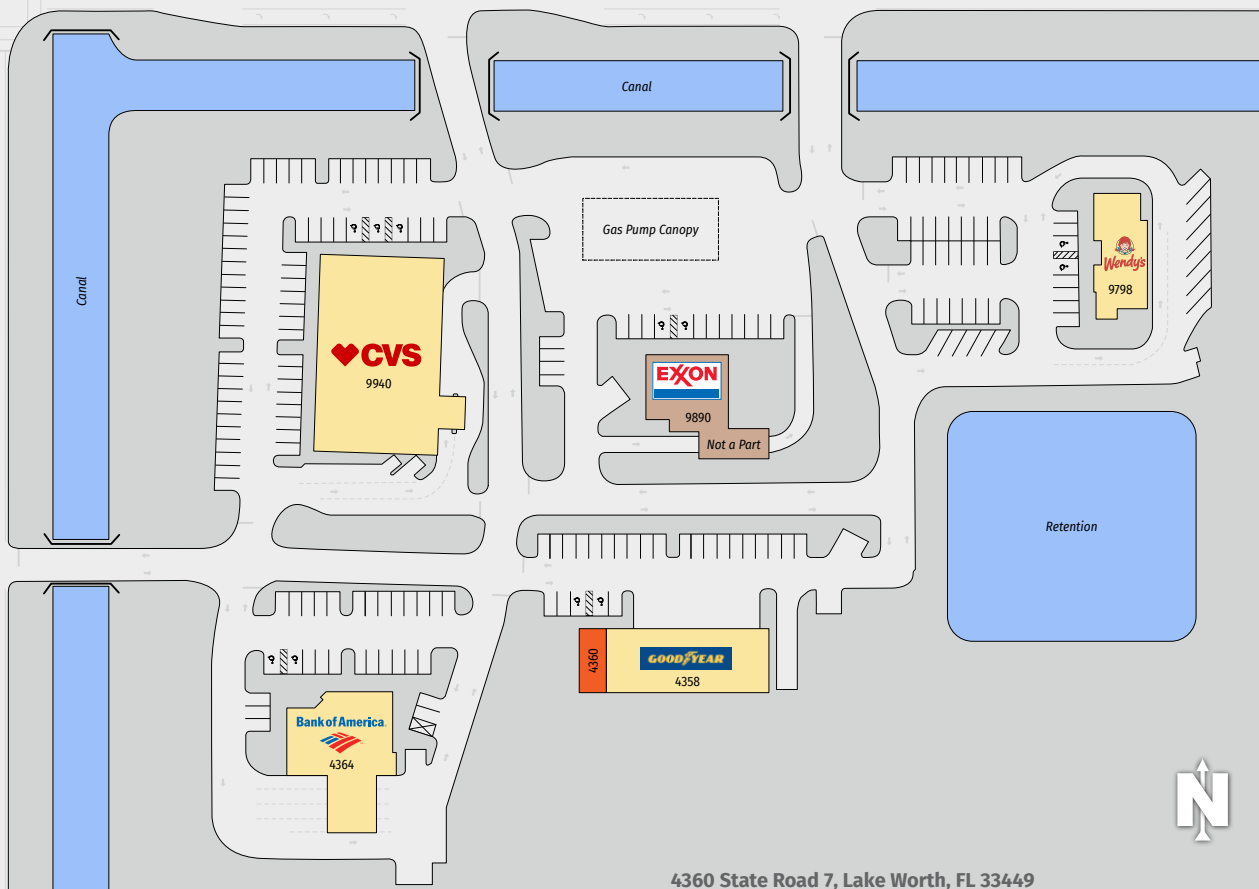 Canal
Canal
Gas Pump Canopy
Wendy's
9798
CVS
9940
EXXON
9890
Not a Part
Retention
4360
GOODYEAR
4358
Bank of America
4364
N
4360 State Road 7, Lake Worth, FL 33449